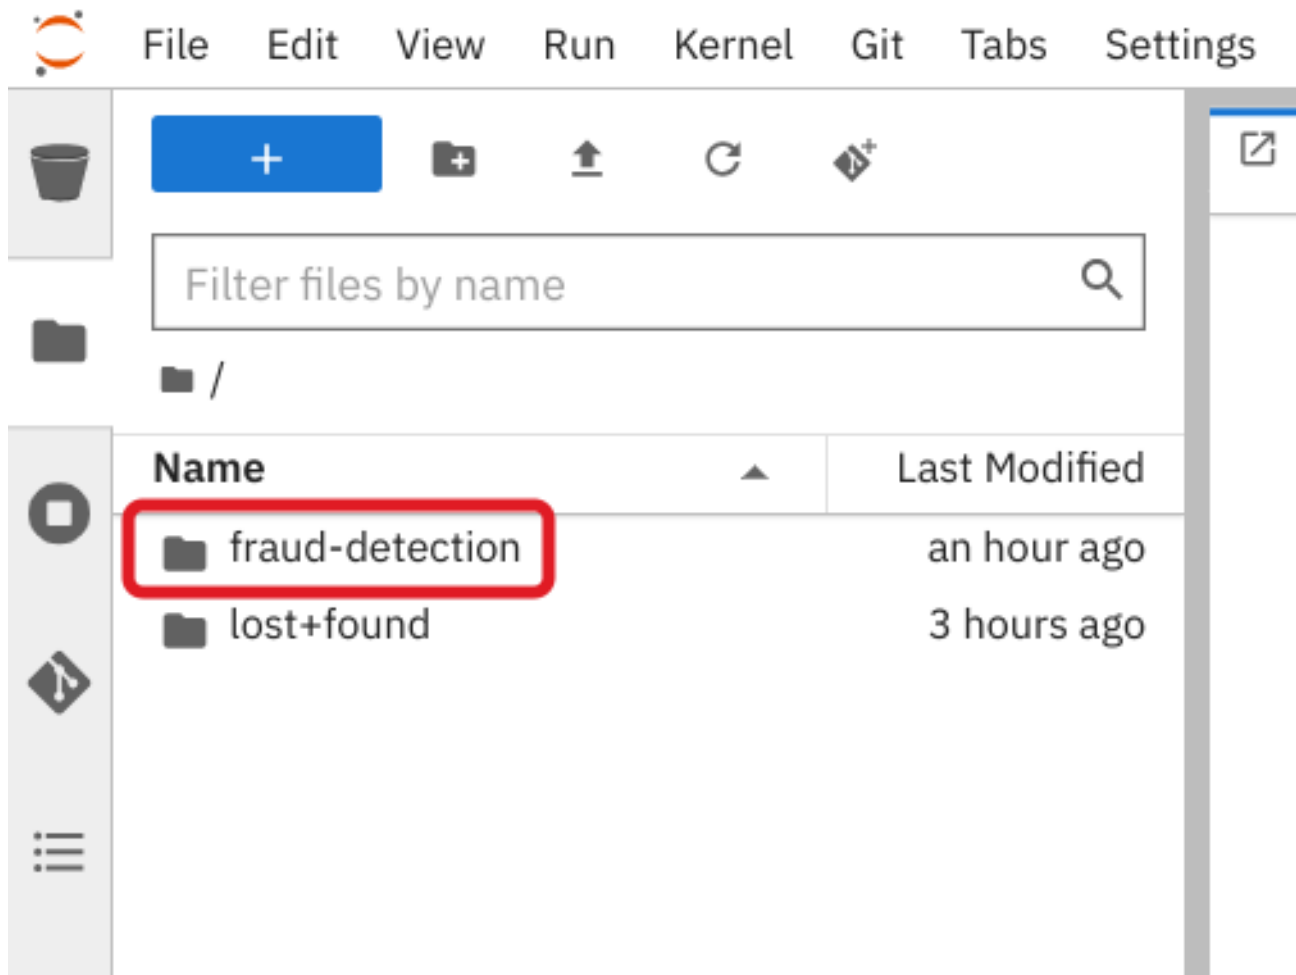 File Edit View Run Kernel Git Tabs Settings
+
Filter files by name
/
Name Last Modified
fraud-detection an hour ago
lost+found 3 hours ago